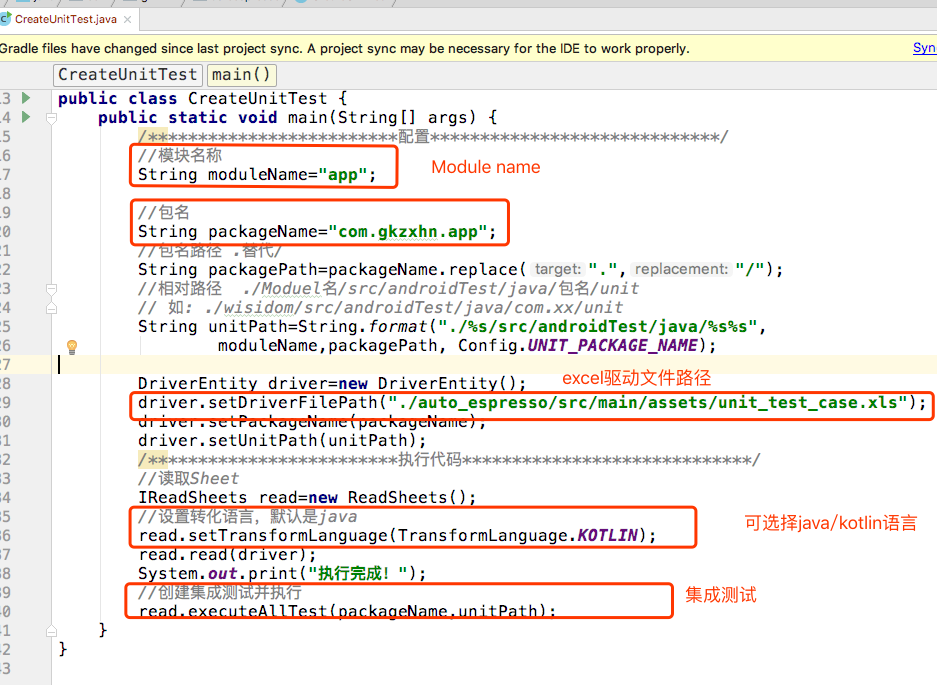 CreateUnitTest.java
Gradle files have changed since last project sync. A project sync may be necessary for the IDE to work properly.
CreateUnitTest main()
public class CreateUnitTest {
public static void main(String[] args) {
/*************************配置*****************************/
//模块名称
String moduleName="app";
Module name
//包名
String packageName="com.gkzxhn.app";
//包名路径 .替代/
String packagePath=packageName.replace( target: ".", replacement: "/");
//相对路径  ./Moduel名/src/androidTest/java/包名/unit
// 如: ./wisidom/src/androidTest/java/com.xx/unit
String unitPath=String.format("./%s/src/androidTest/java/%s%s",
moduleName,packagePath, Config.UNIT_PACKAGE_NAME);
excel驱动文件路径
DriverEntity driver=new DriverEntity();
driver.setDriverFilePath("./auto_espresso/src/main/assets/unit_test_case.xls");
driver.setPackageName(packageName);
driver.setUnitPath(unitPath);
/*************************执行代码*****************************/
//读取Sheet
IReadSheets read=new ReadSheets();
//设置转化语言，默认是java
read.setTransformLanguage(TransformLanguage.KOTLIN);
可选择java/kotlin语言
read.read(driver);
System.out.print("执行完成！");
//创建集成测试并执行
集成测试
read.executeAllTest(packageName,unitPath);
}
}